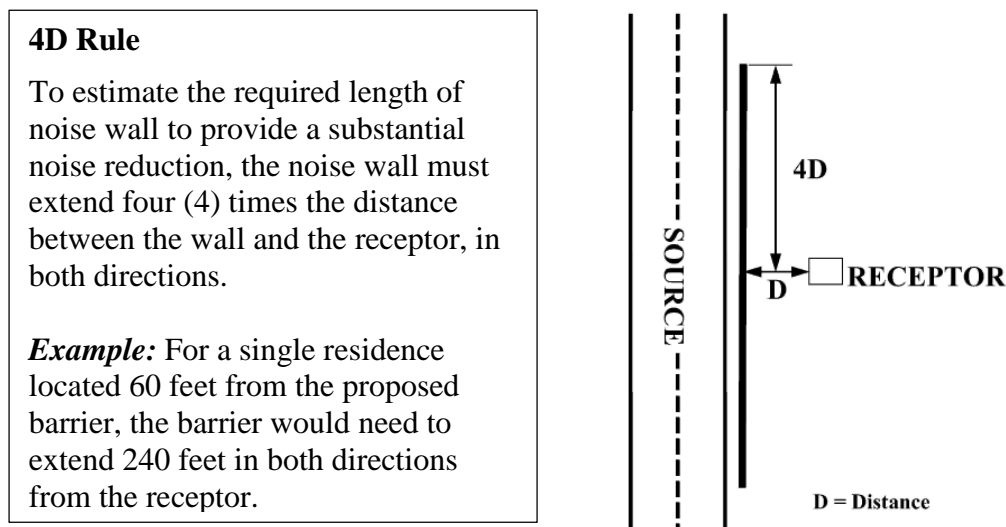 4D Rule
To estimate the required length of
noise wall to provide a substantial
noise reduction, the noise wall must
extend four (4) times the distance
between the wall and the receptor, in
both directions.
Example: For a single residence
located 60 feet from the proposed
barrier, the barrier would need to
extend 240 feet in both directions
from the receptor.
SOURCE
4D
D
RECEPTOR
D = Distance